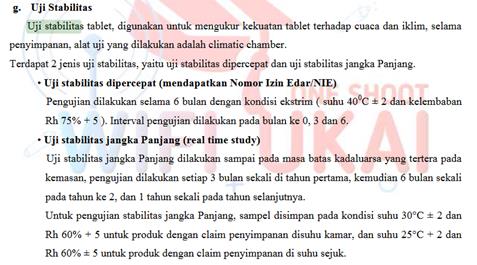 g. Uji Stabilitas
Uji stabilitas tablet, digunakan untuk mengukur kekuatan tablet terhadap cuaca dan iklim, selama
penyimpanan, alat uji yang dilakukan adalah climatic chamber.
Terdapat 2 jenis uji stabilitas, yaitu uji stabilitas dipercepat dan uji stabilitas jangka Panjang.
• Uji stabilitas dipercepat (mendapatkan Nomor Izin Edar/NIE)
Pengujian dilakukan selama 6 bulan dengan kondisi ekstrim ( suhu 40⁰C ± 2 dan kelembaban
Rh 75% + 5 ). Interval pengujian dilakukan pada bulan ke 0, 3 dan 6.
• Uji stabilitas jangka Panjang (real time study)
Uji stabilitas jangka Panjang dilakukan sampai pada masa batas kadaluarsa yang tertera pada
kemasan, pengujian dilakukan setiap 3 bulan sekali di tahun pertama, kemudian 6 bulan sekali
pada tahun ke 2, dan 1 tahun sekali pada tahun selanjutnya.
Untuk pengujian stabilitas jangka Panjang, sampel disimpan pada kondisi suhu 30°C ± 2 dan
Rh 60% + 5 untuk produk dengan claim penyimpanan disuhu kamar, dan suhu 25°C + 2 dan
Rh 60% ± 5 untuk produk dengan claim penyimpanan di suhu sejuk.
ONE SHOOT
WIFI UKAI